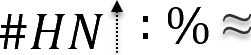 #HN⇡ : % ≈